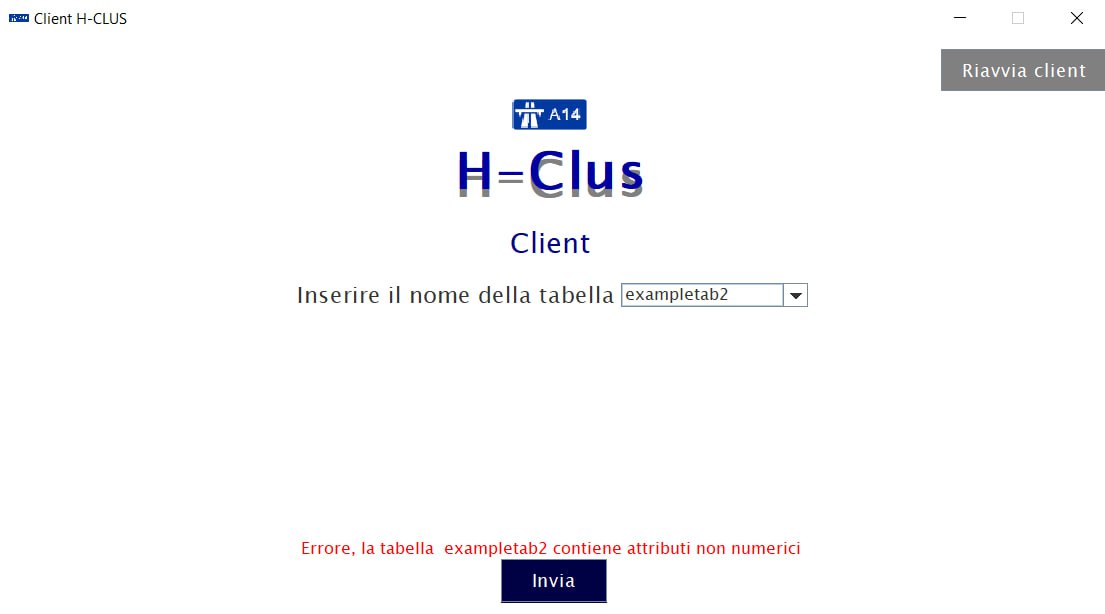 Client H-CLUS
Riavvia client
A14
H-Clus
Client
Inserire il nome della tabella exampletab2
Errore, la tabella  exampletab2 contiene attributi non numerici
Invia